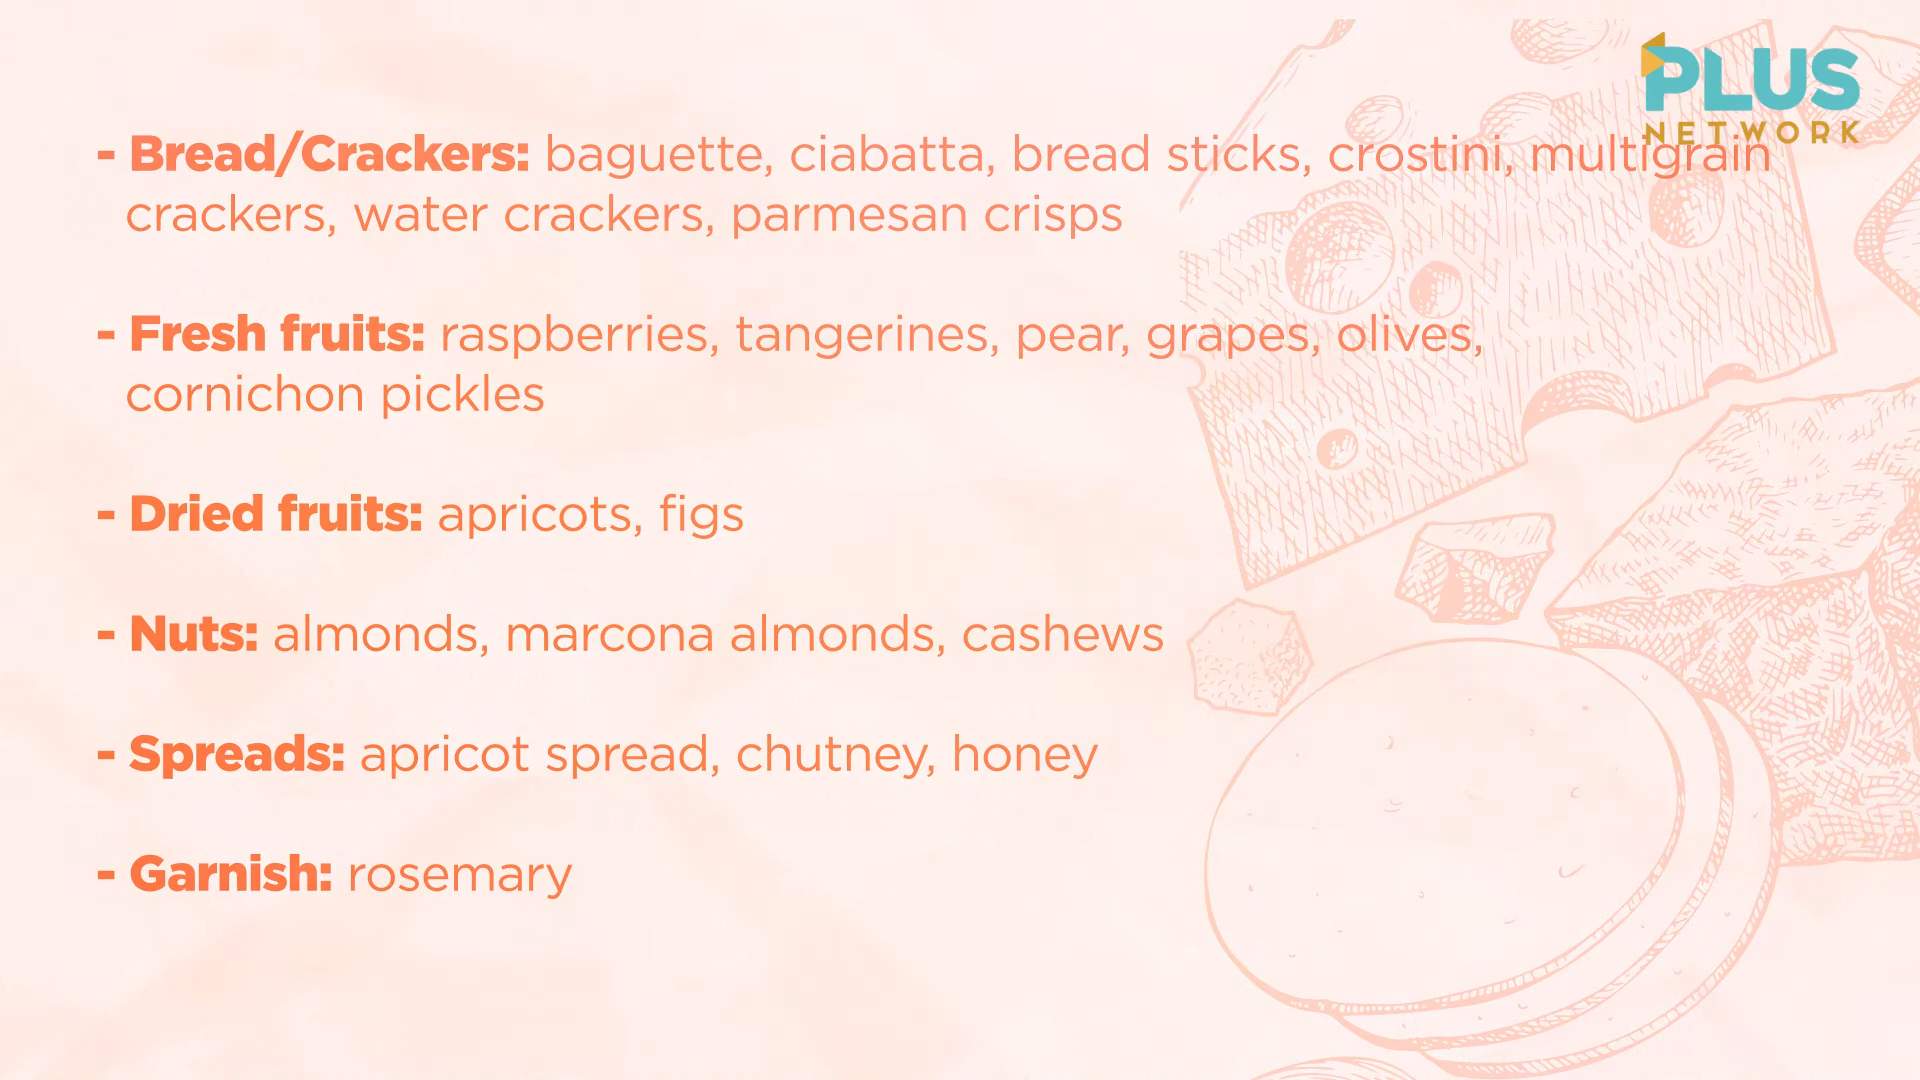 PLUS
NETWORK
- Bread/Crackers: baguette, ciabatta, bread sticks, crostini, multigrain
crackers, water crackers, parmesan crisps
- Fresh fruits: raspberries, tangerines, pear, grapes, olives,
cornichon pickles
- Dried fruits: apricots, figs
- Nuts: almonds, marcona almonds, cashews
- Spreads: apricot spread, chutney, honey
- Garnish: rosemary